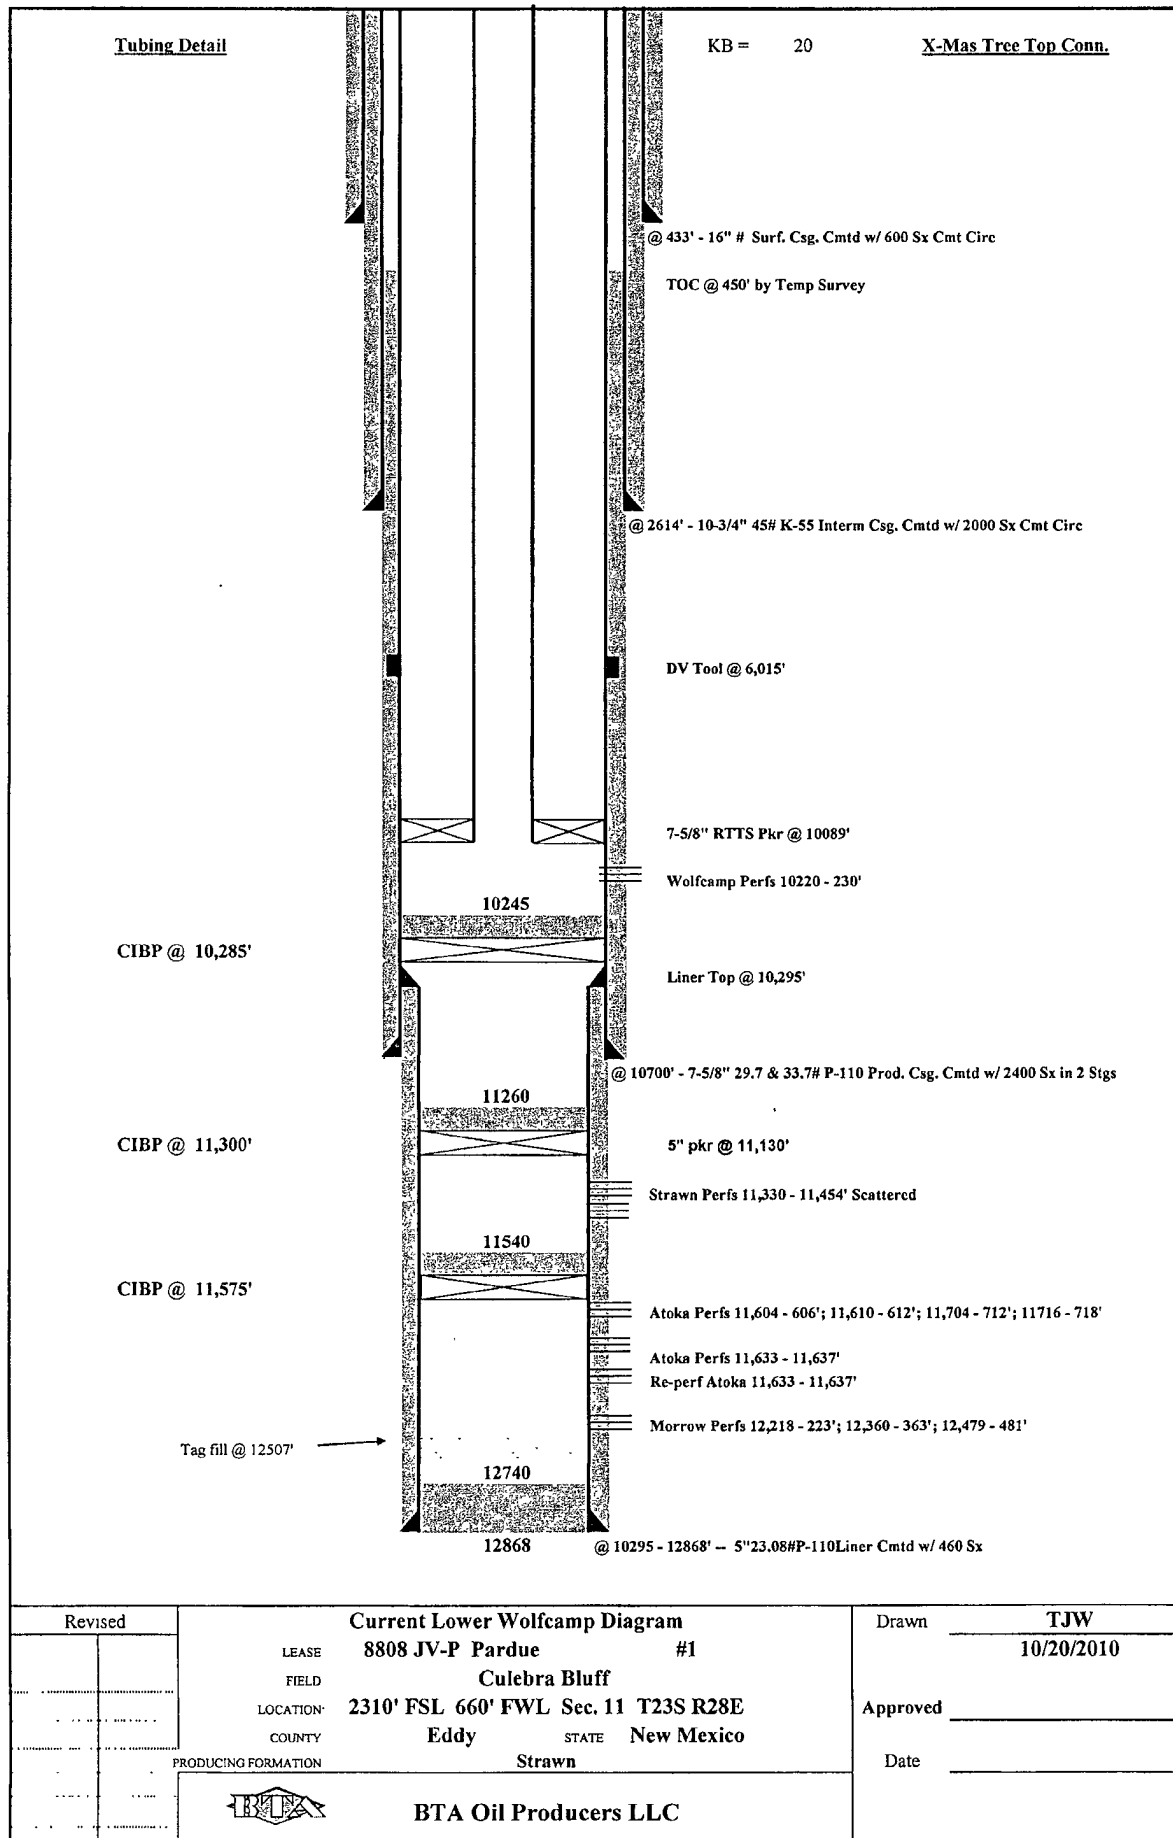 Tubing Detail
KB = 20
X-Mas Tree Top Conn.
@ 433' - 16" # Surf. Csg. Cmtd w/ 600 Sx Cmt Circ
TOC @ 450' by Temp Survey
@ 2614' - 10-3/4" 45# K-55 Interm Csg. Cmtd w/ 2000 Sx Cmt Circ
DV Tool @ 6,015'
7-5/8" RTTS Pkr @ 10089'
Wolfcamp Perfs 10220 - 230'
10245
CIBP @ 10,285'
Liner Top @ 10,295'
@ 10700' - 7-5/8" 29.7 & 33.7# P-110 Prod. Csg. Cmtd w/ 2400 Sx in 2 Stgs
11260
CIBP @ 11,300'
5" pkr @ 11,130'
Strawn Perfs 11,330 - 11,454' Scattered
11540
CIBP @ 11,575'
Atoka Perfs 11,604 - 606'; 11,610 - 612'; 11,704 - 712'; 11716 - 718'
Atoka Perfs 11,633 - 11,637'
Re-perf Atoka 11,633 - 11,637'
Morrow Perfs 12,218 - 223'; 12,360 - 363'; 12,479 - 481'
Tag fill @ 12507'
12740
12868
@ 10295 - 12868' -- 5"23.08#P-110Liner Cmtd w/ 460 Sx
Revised
Current Lower Wolfcamp Diagram
LEASE 8808 JV-P Pardue #1
FIELD Culebra Bluff
LOCATION: 2310' FSL 660' FWL Sec. 11 T23S R28E
COUNTY Eddy STATE New Mexico
PRODUCING FORMATION Strawn
BTA
BTA Oil Producers LLC
Drawn TJW
10/20/2010
Approved
Date